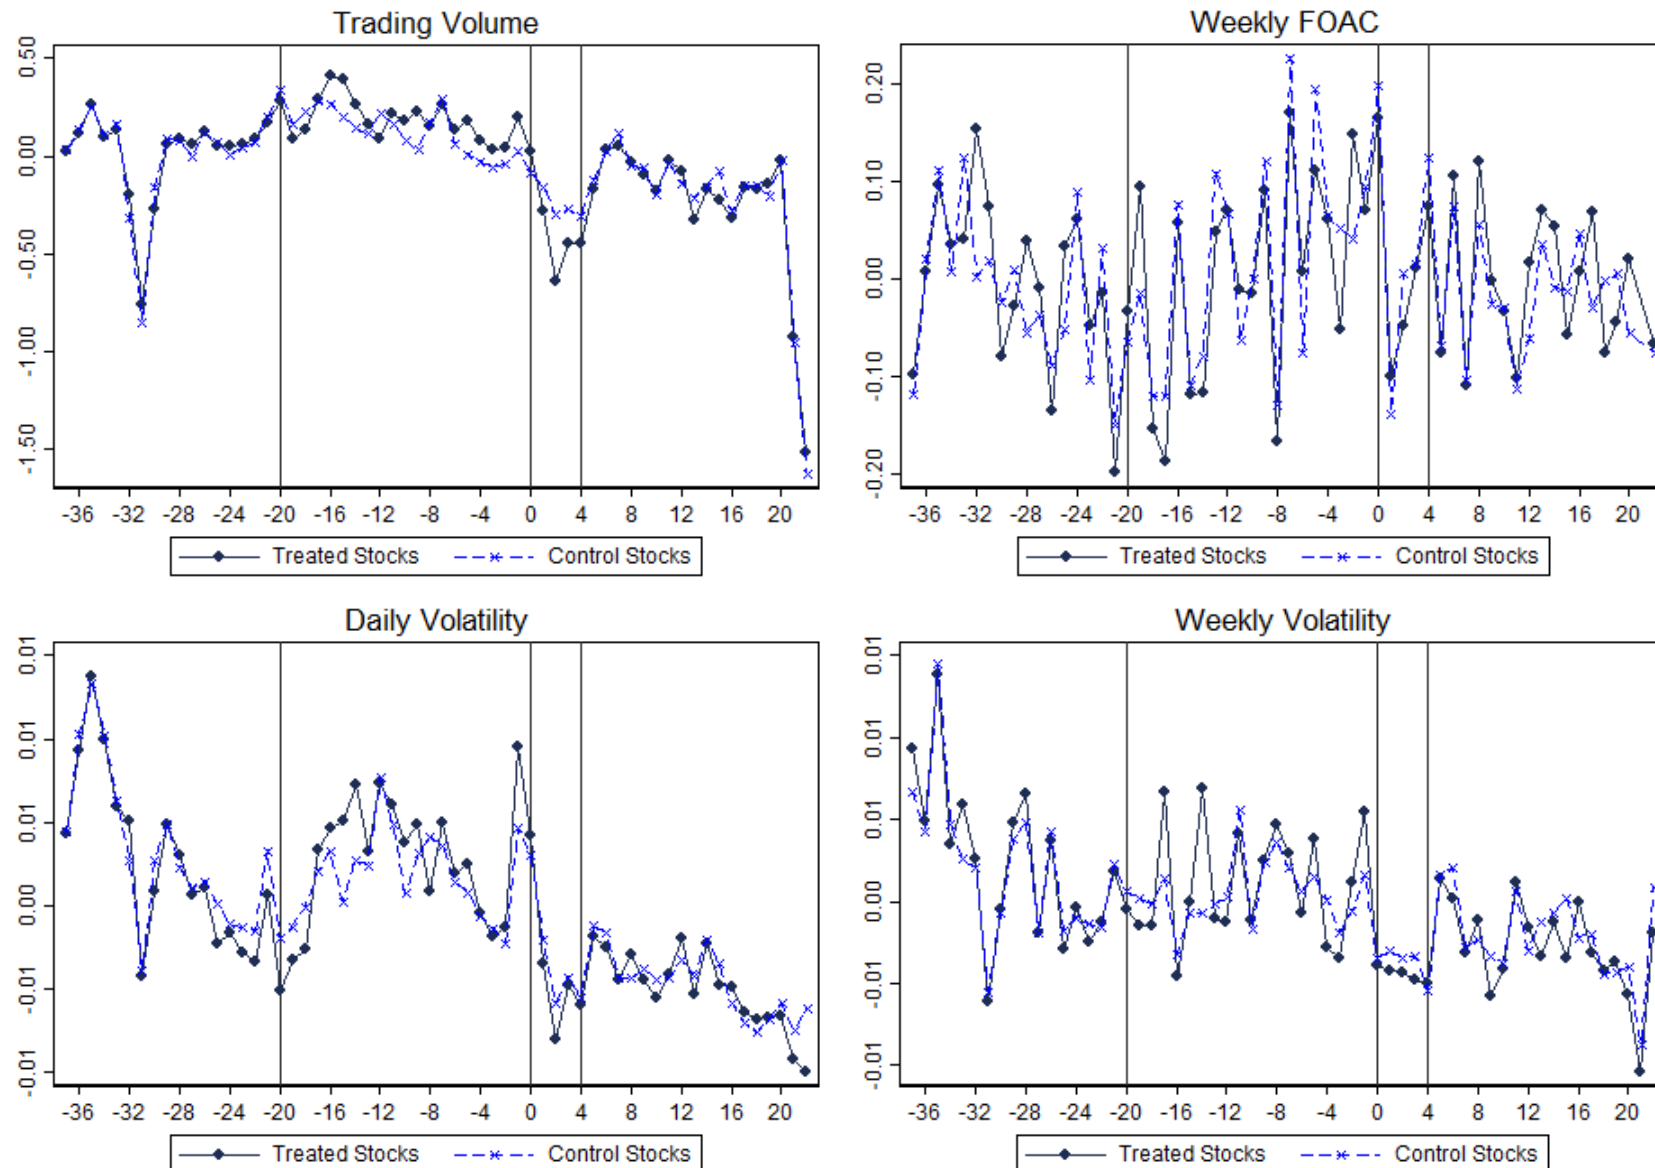 Trading Volume
0.50
0.00
-0.50
-1.00
-1.50
-36 -32 -28 -24 -20 -16 -12 -8 -4 0 4 8 12 16 20
Treated Stocks Control Stocks
Weekly FOAC
0.20
0.10
0.00
-0.10
-0.20
-36 -32 -28 -24 -20 -16 -12 -8 -4 0 4 8 12 16 20
Treated Stocks Control Stocks
Daily Volatility
0.01
0.01
0.01
0.00
-0.01
-0.01
-36 -32 -28 -24 -20 -16 -12 -8 -4 0 4 8 12 16 20
Treated Stocks Control Stocks
Weekly Volatility
0.01
0.01
0.01
0.00
-0.01
-0.01
-36 -32 -28 -24 -20 -16 -12 -8 -4 0 4 8 12 16 20
Treated Stocks Control Stocks